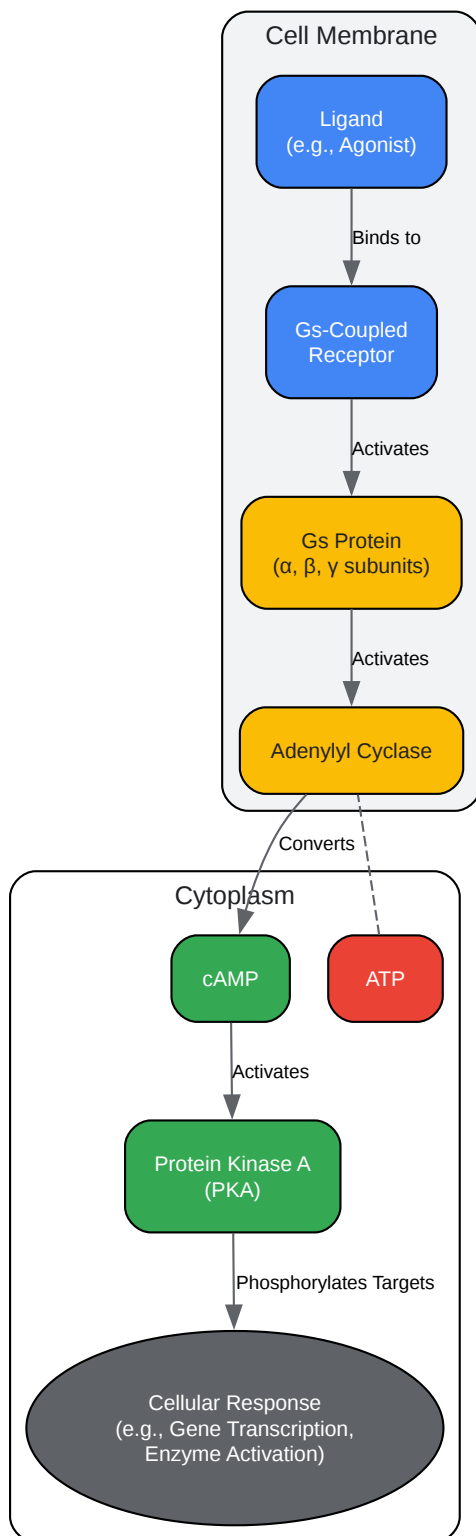 Cell Membrane
Ligand
(e.g., Agonist)
Binds to
Gs-Coupled
Receptor
Activates
Gs Protein
(α, β, γ subunits)
Activates
Adenylyl Cyclase
Converts
Cytoplasm
cAMP
ATP
Activates
Protein Kinase A
(PKA)
Phosphorylates Targets
Cellular Response
(e.g., Gene Transcription,
Enzyme Activation)